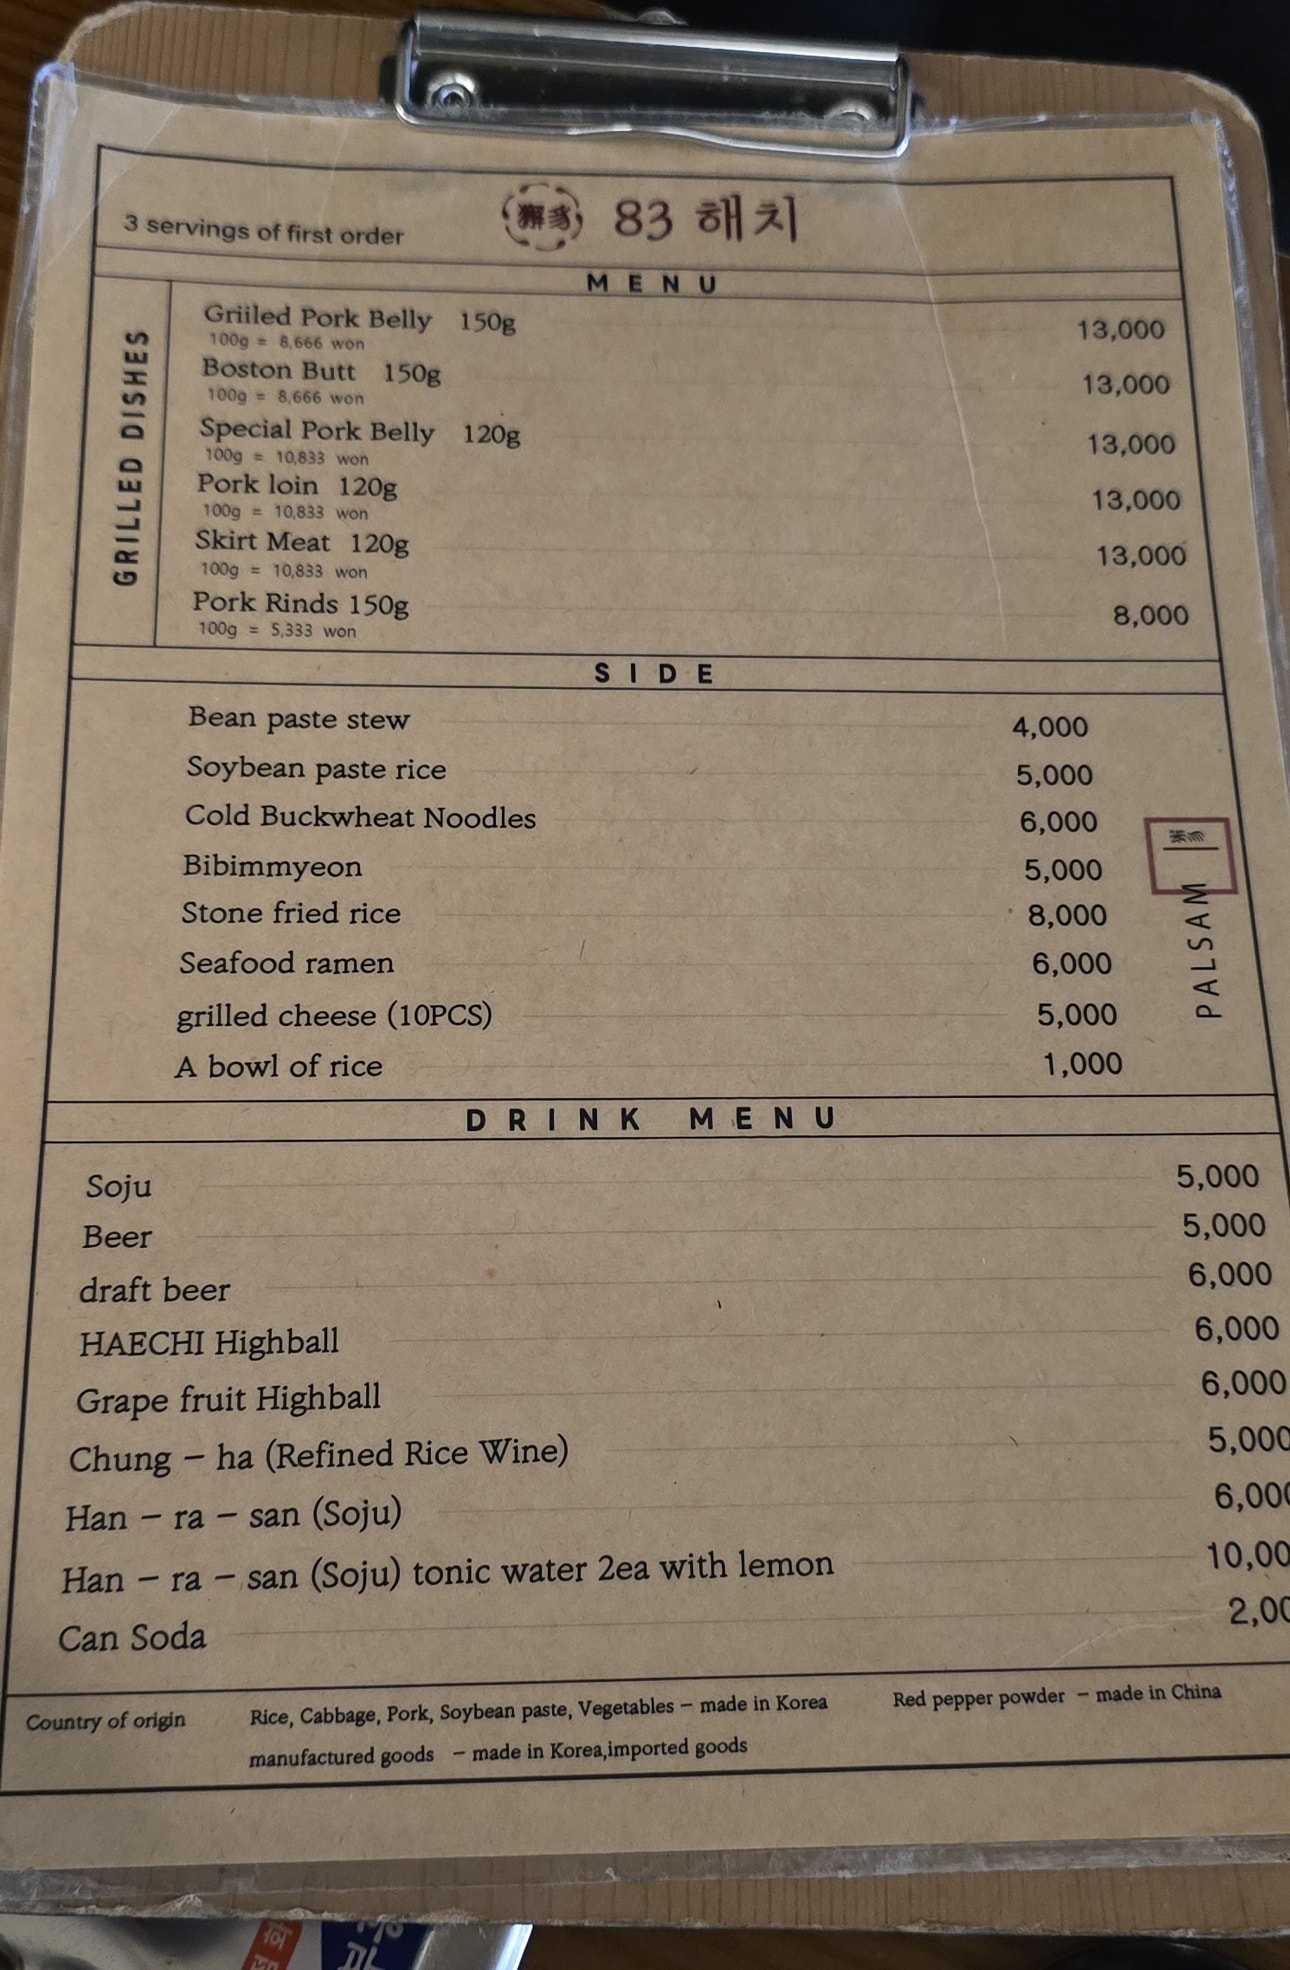 3 servings of first order
83 해치
MENU
GRILLED DISHES
Griiled Pork Belly 150g 13,000
100g = 8,666 won
Boston Butt 150g 13,000
100g = 8,666 won
Special Pork Belly 120g 13,000
100g = 10,833 won
Pork loin 120g 13,000
100g = 10,833 won
Skirt Meat 120g 13,000
100g = 10,833 won
Pork Rinds 150g 8,000
100g = 5,333 won
SIDE
Bean paste stew 4,000
Soybean paste rice 5,000
Cold Buckwheat Noodles 6,000
Bibimmyeon 5,000
Stone fried rice 8,000
Seafood ramen 6,000
grilled cheese (10PCS) 5,000
A bowl of rice 1,000
PALSAM
DRINK MENU
Soju 5,000
Beer 5,000
draft beer 6,000
HAECHI Highball 6,000
Grape fruit Highball 6,000
Chung – ha (Refined Rice Wine) 5,000
Han – ra – san (Soju) 6,000
Han – ra – san (Soju) tonic water 2ea with lemon 10,00
Can Soda 2,00
Country of origin Rice, Cabbage, Pork, Soybean paste, Vegetables – made in Korea Red pepper powder – made in China
manufactured goods – made in Korea,imported goods